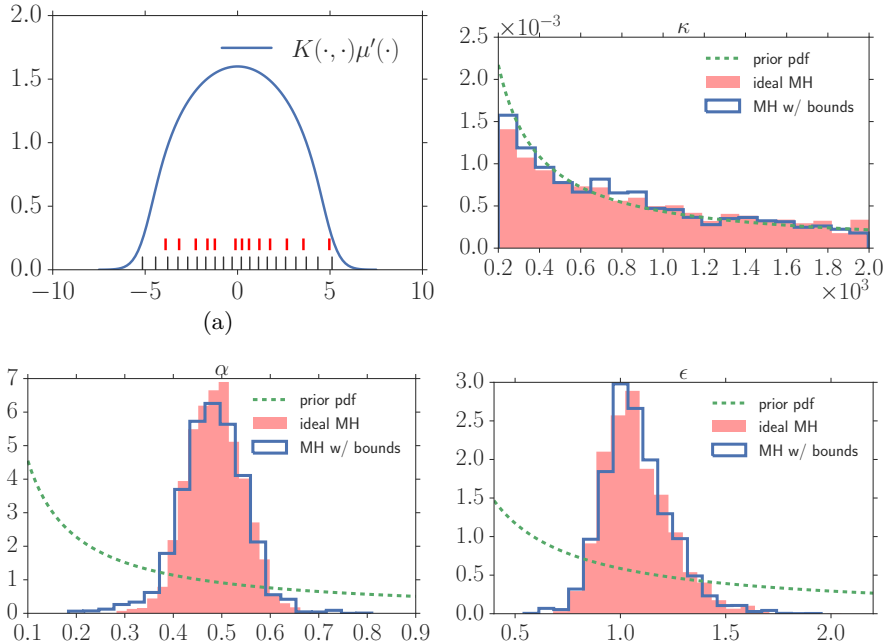 K(·, ·)μ′(·)
2.0
1.5
1.0
0.5
0.0
−10 −5 0 5 10
(a)
×10⁻³ κ
prior pdf
ideal MH
MH w/ bounds
2.5
2.0
1.5
1.0
0.5
0.0
0.2 0.4 0.6 0.8 1.0 1.2 1.4 1.6 1.8 2.0
×10³
α
prior pdf
ideal MH
MH w/ bounds
7
6
5
4
3
2
1
0
0.1 0.2 0.3 0.4 0.5 0.6 0.7 0.8 0.9
ϵ
prior pdf
ideal MH
MH w/ bounds
3.0
2.5
2.0
1.5
1.0
0.5
0.0
0.5 1.0 1.5 2.0